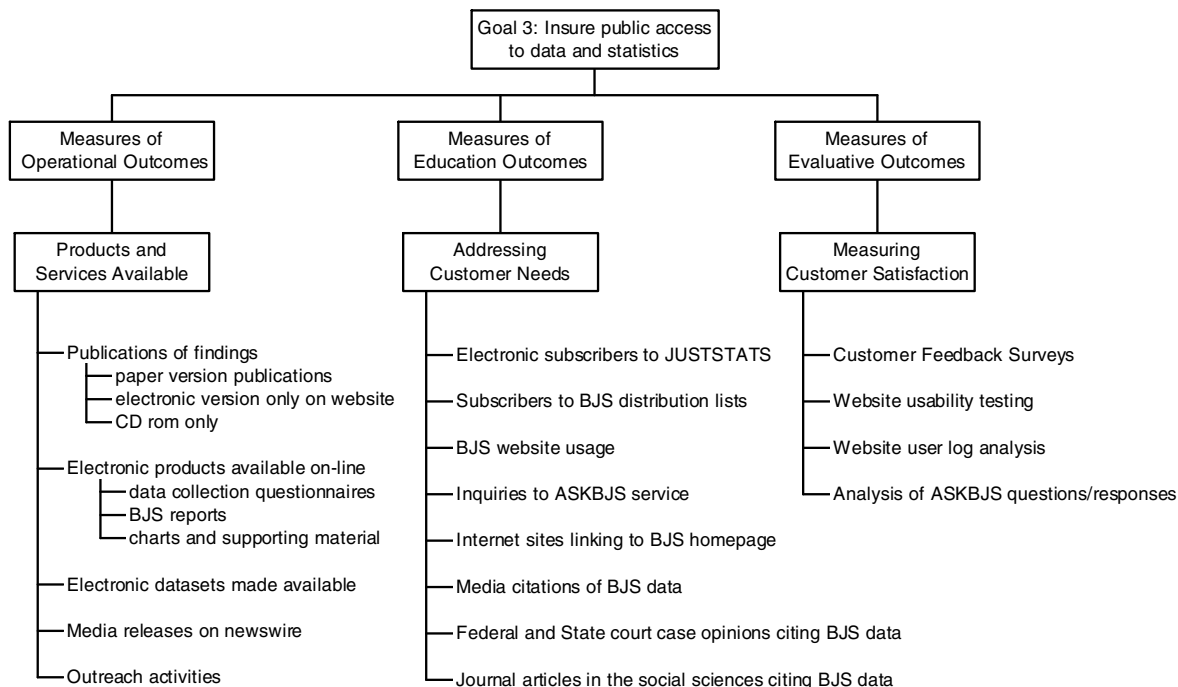 Goal 3: Insure public access
to data and statistics
Measures of
Operational Outcomes
Products and
Services Available
Publications of findings
paper version publications
electronic version only on website
CD rom only
Electronic products available on-line
data collection questionnaires
BJS reports
charts and supporting material
Electronic datasets made available
Media releases on newswire
Outreach activities
Measures of
Education Outcomes
Addressing
Customer Needs
Electronic subscribers to JUSTSTATS
Subscribers to BJS distribution lists
BJS website usage
Inquiries to ASKBJS service
Internet sites linking to BJS homepage
Media citations of BJS data
Federal and State court case opinions citing BJS data
Journal articles in the social sciences citing BJS data
Measures of
Evaluative Outcomes
Measuring
Customer Satisfaction
Customer Feedback Surveys
Website usability testing
Website user log analysis
Analysis of ASKBJS questions/responses